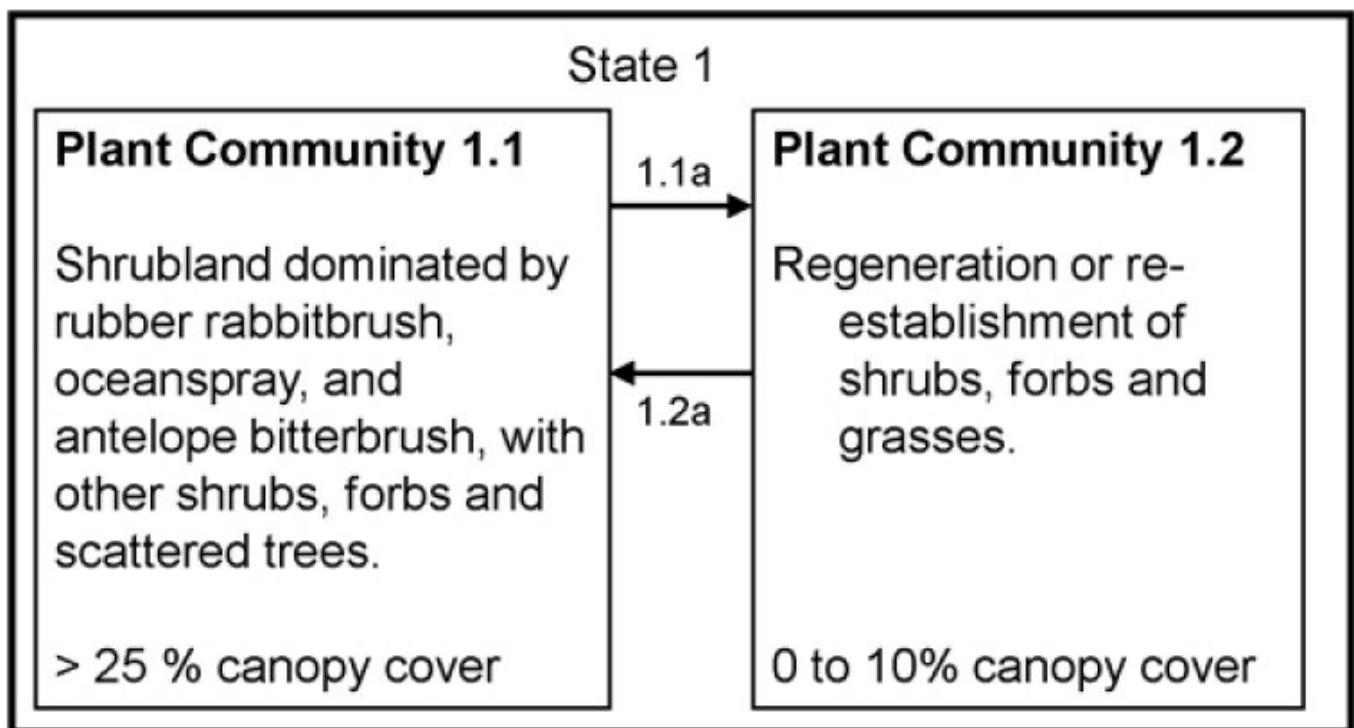 State 1
Plant Community 1.1
Shrubland dominated by
rubber rabbitbrush,
oceanspray, and
antelope bitterbrush, with
other shrubs, forbs and
scattered trees.
> 25 % canopy cover
1.1a
1.2a
Plant Community 1.2
Regeneration or re-
establishment of
shrubs, forbs and
grasses.
0 to 10% canopy cover